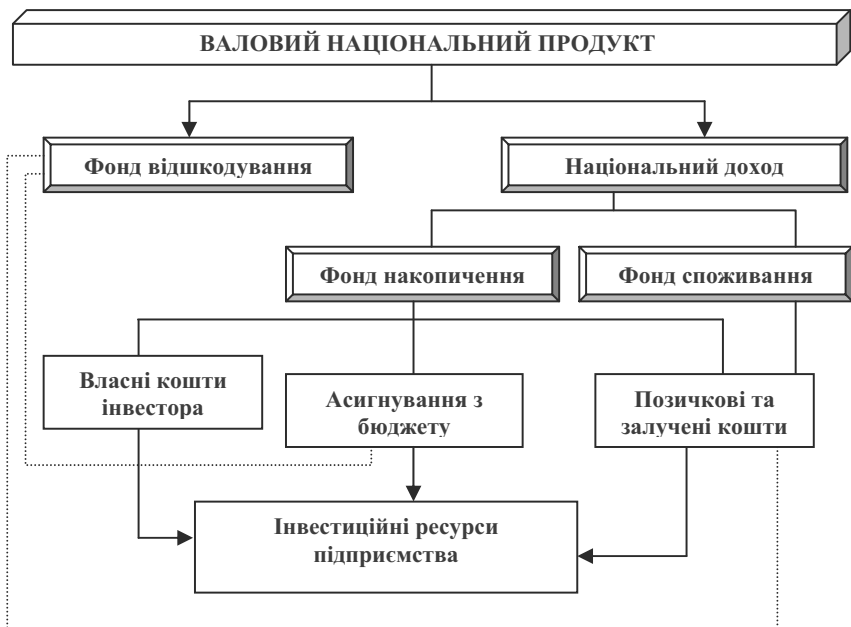 ВАЛОВИЙ НАЦІОНАЛЬНИЙ ПРОДУКТ
Фонд відшкодування
Національний доход
Фонд накопичення
Фонд споживання
Власні кошти
інвестора
Асигнування з
бюджету
Позичкові та
залучені кошти
Інвестиційні ресурси
підприємства